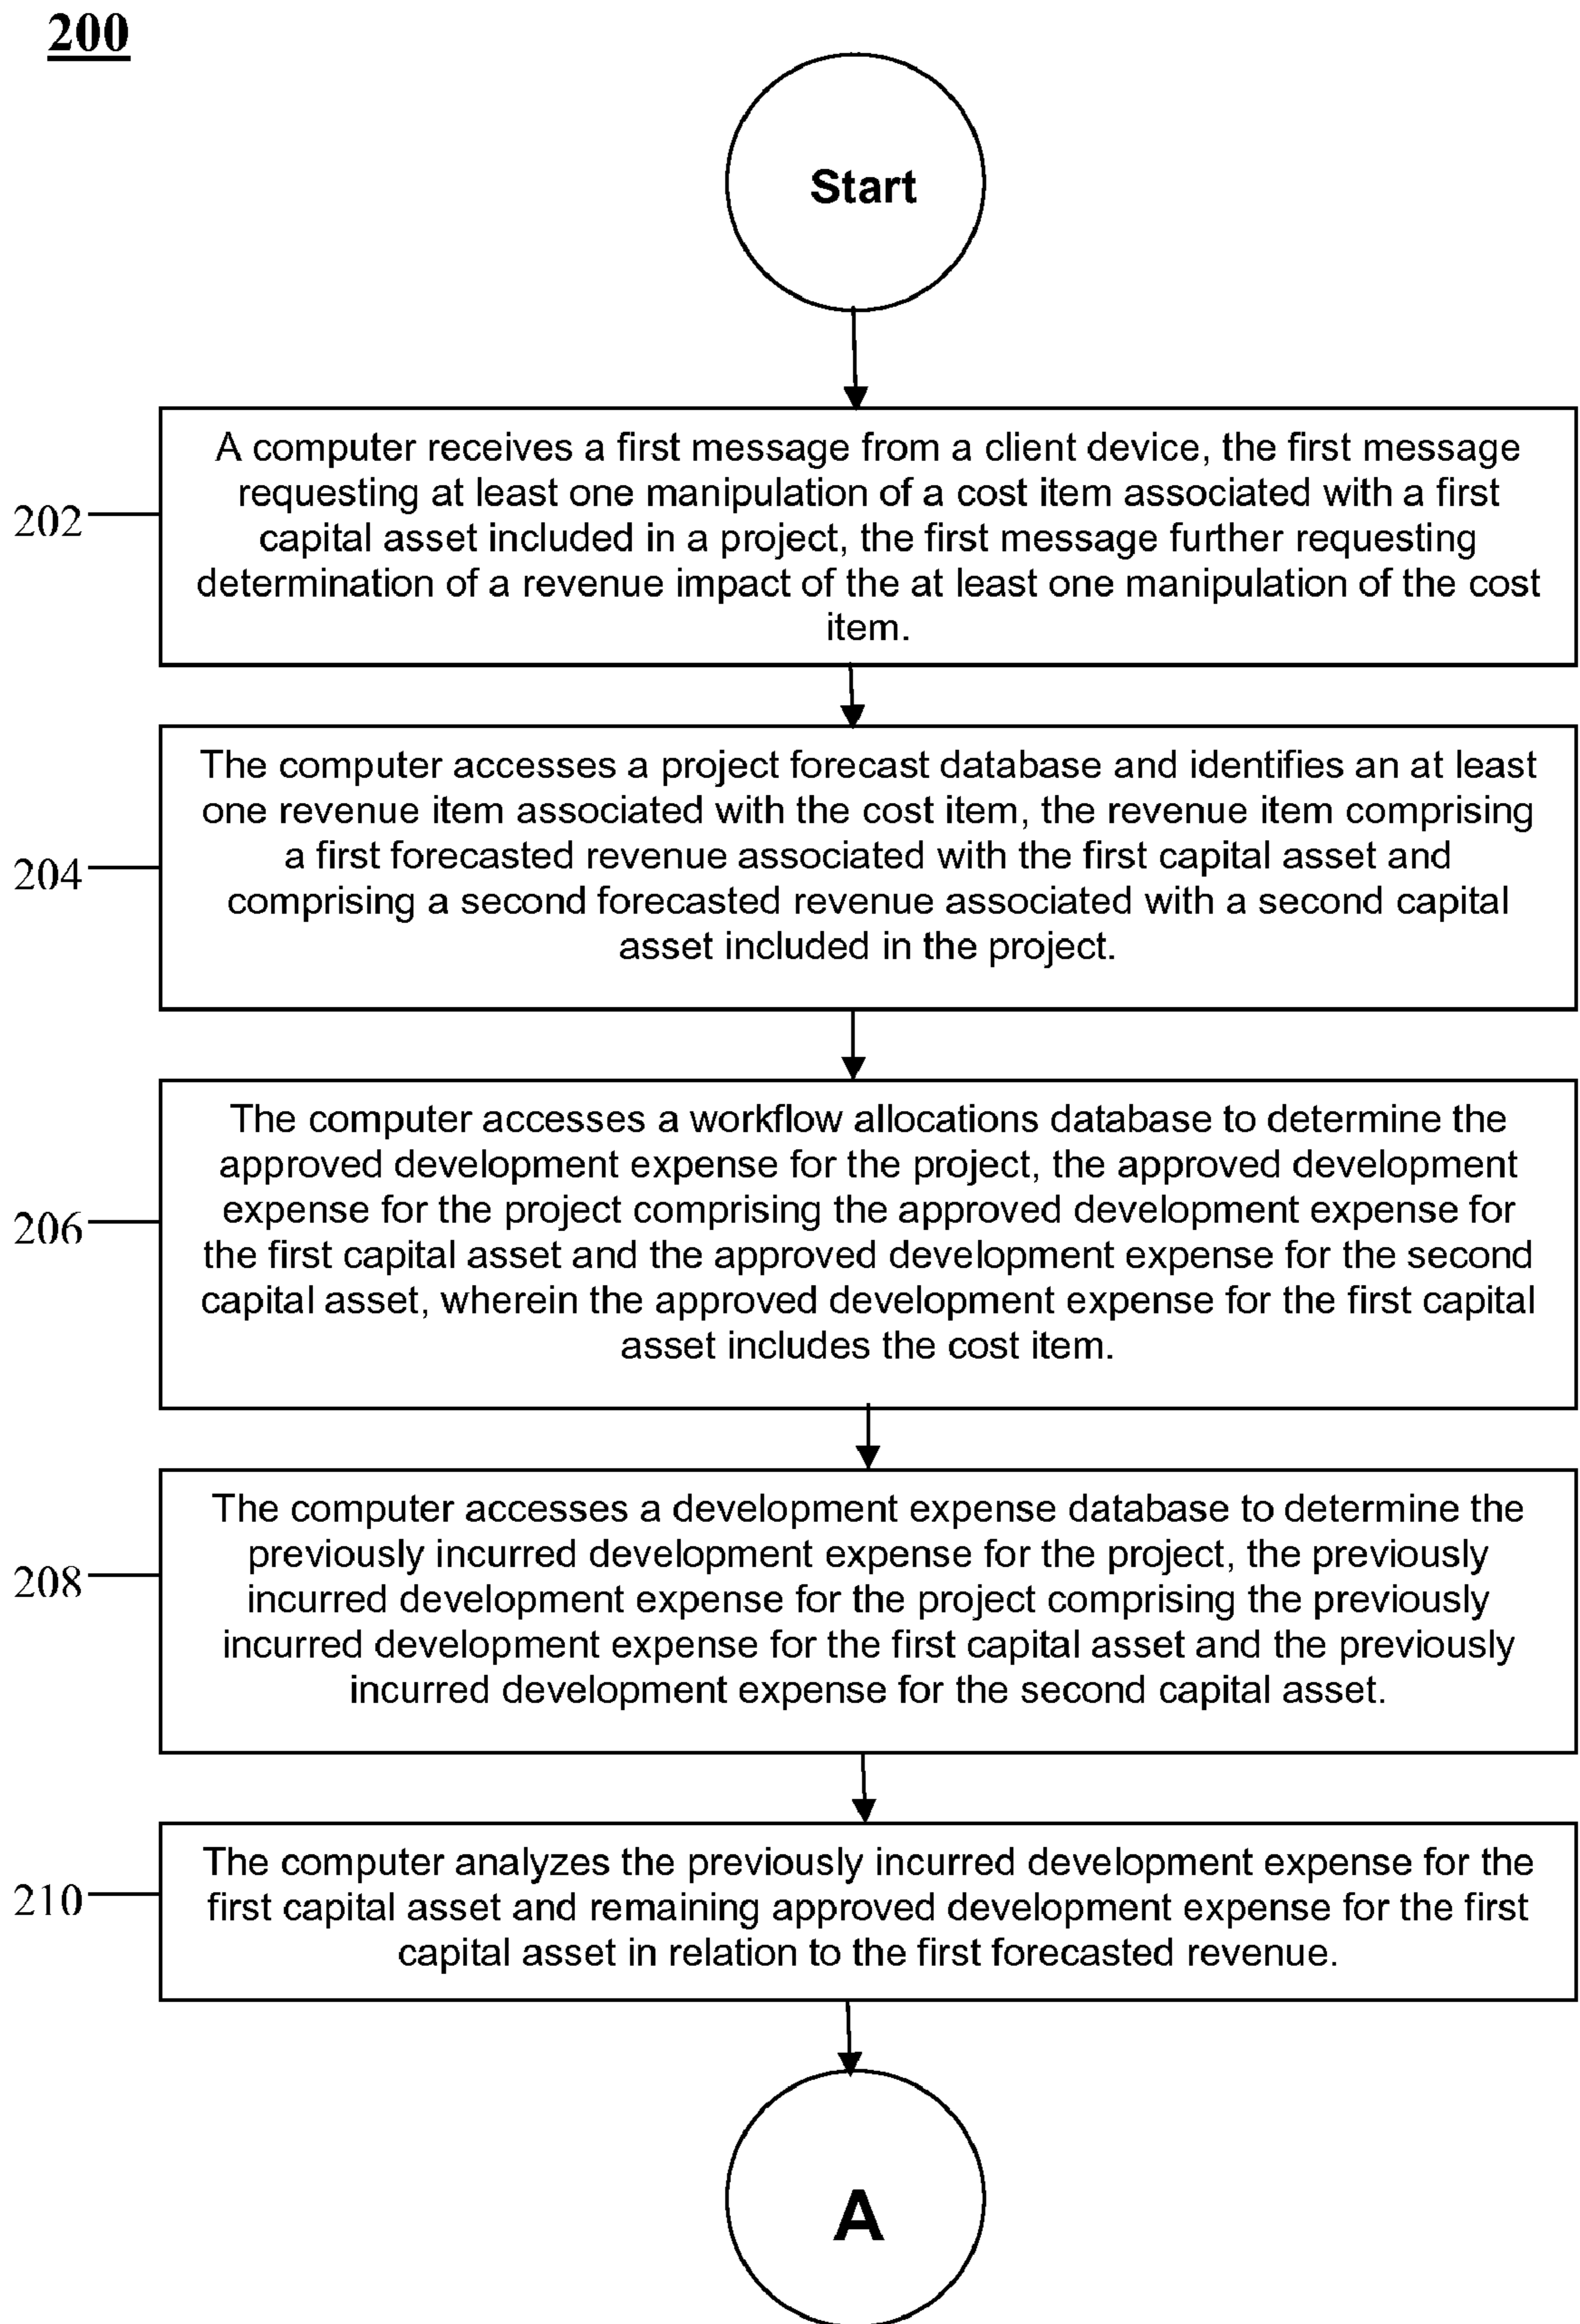 200
Start
A computer receives a first message from a client device, the first message
requesting at least one manipulation of a cost item associated with a first
capital asset included in a project, the first message further requesting
determination of a revenue impact of the at least one manipulation of the cost
item.
202
The computer accesses a project forecast database and identifies an at least
one revenue item associated with the cost item, the revenue item comprising
a first forecasted revenue associated with the first capital asset and
comprising a second forecasted revenue associated with a second capital
asset included in the project.
204
The computer accesses a workflow allocations database to determine the
approved development expense for the project, the approved development
expense for the project comprising the approved development expense for
the first capital asset and the approved development expense for the second
capital asset, wherein the approved development expense for the first capital
asset includes the cost item.
206
The computer accesses a development expense database to determine the
previously incurred development expense for the project, the previously
incurred development expense for the project comprising the previously
incurred development expense for the first capital asset and the previously
incurred development expense for the second capital asset.
208
The computer analyzes the previously incurred development expense for the
first capital asset and remaining approved development expense for the first
capital asset in relation to the first forecasted revenue.
210
A